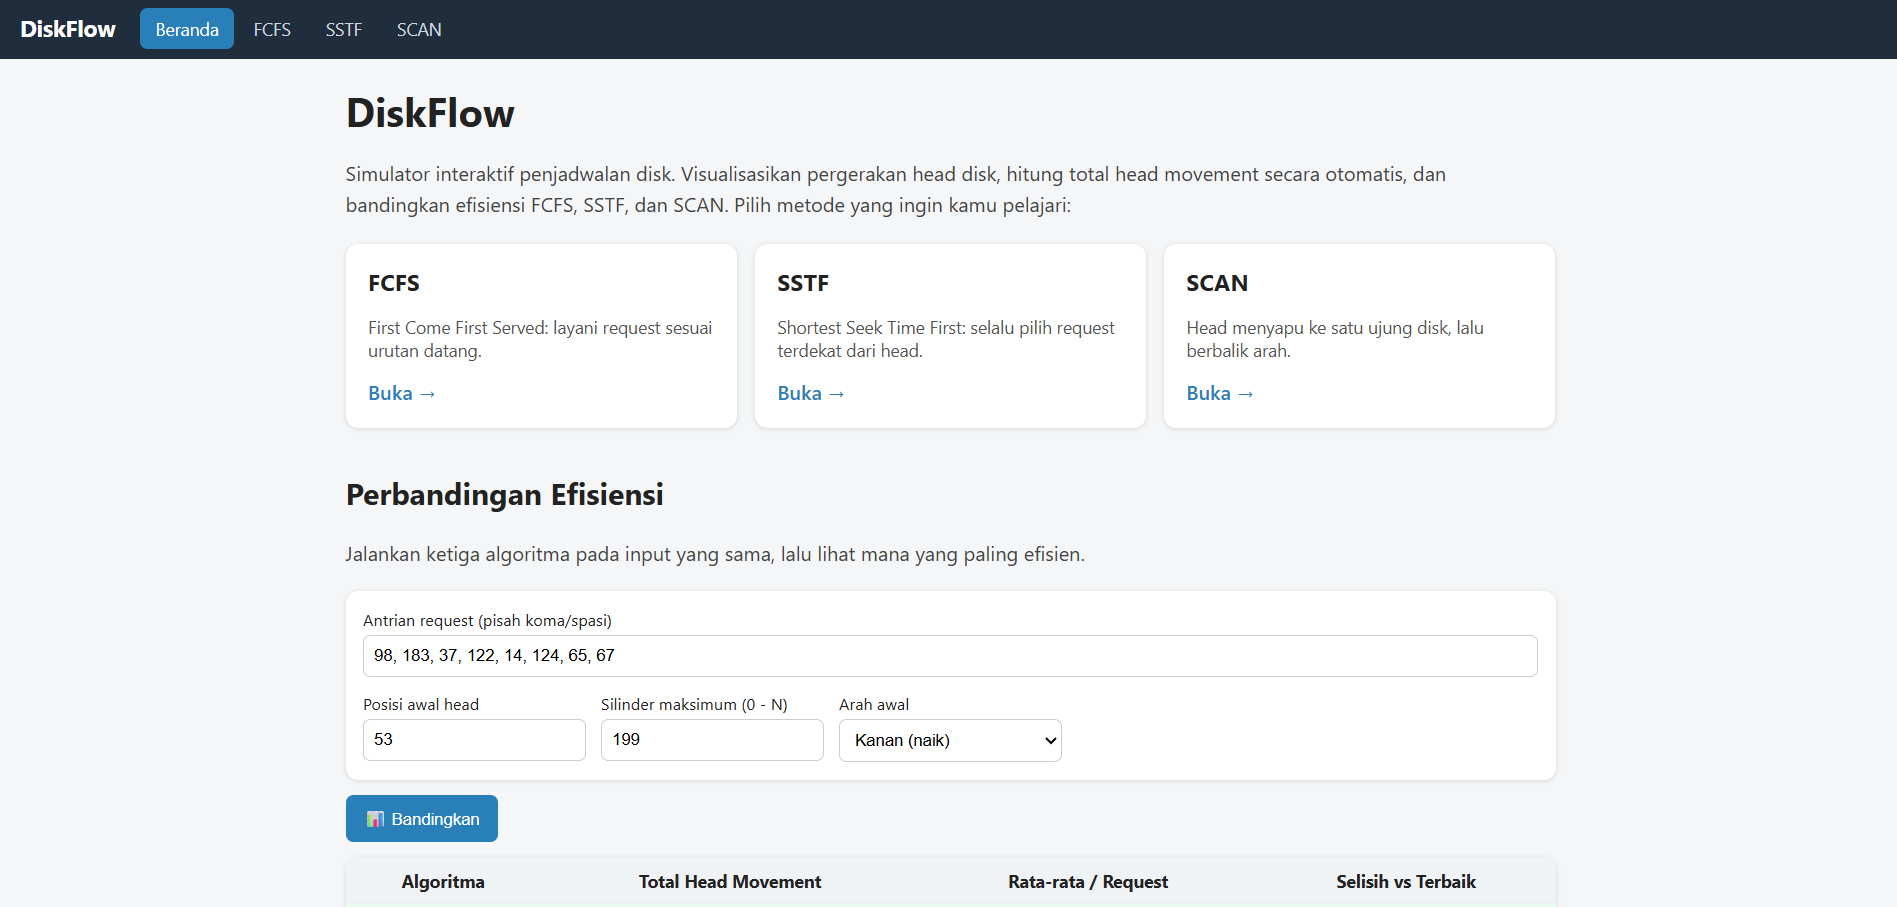 DiskFlow Beranda FCFS SSTF SCAN
DiskFlow
Simulator interaktif penjadwalan disk. Visualisasikan pergerakan head disk, hitung total head movement secara otomatis, dan
bandingkan efisiensi FCFS, SSTF, dan SCAN. Pilih metode yang ingin kamu pelajari:
FCFS
First Come First Served: layani request sesuai
urutan datang.
Buka →
SSTF
Shortest Seek Time First: selalu pilih request
terdekat dari head.
Buka →
SCAN
Head menyapu ke satu ujung disk, lalu
berbalik arah.
Buka →
Perbandingan Efisiensi
Jalankan ketiga algoritma pada input yang sama, lalu lihat mana yang paling efisien.
Antrian request (pisah koma/spasi)
98, 183, 37, 122, 14, 124, 65, 67
Posisi awal head
53
Silinder maksimum (0 - N)
199
Arah awal
Kanan (naik)
📊 Bandingkan
Algoritma Total Head Movement Rata-rata / Request Selisih vs Terbaik